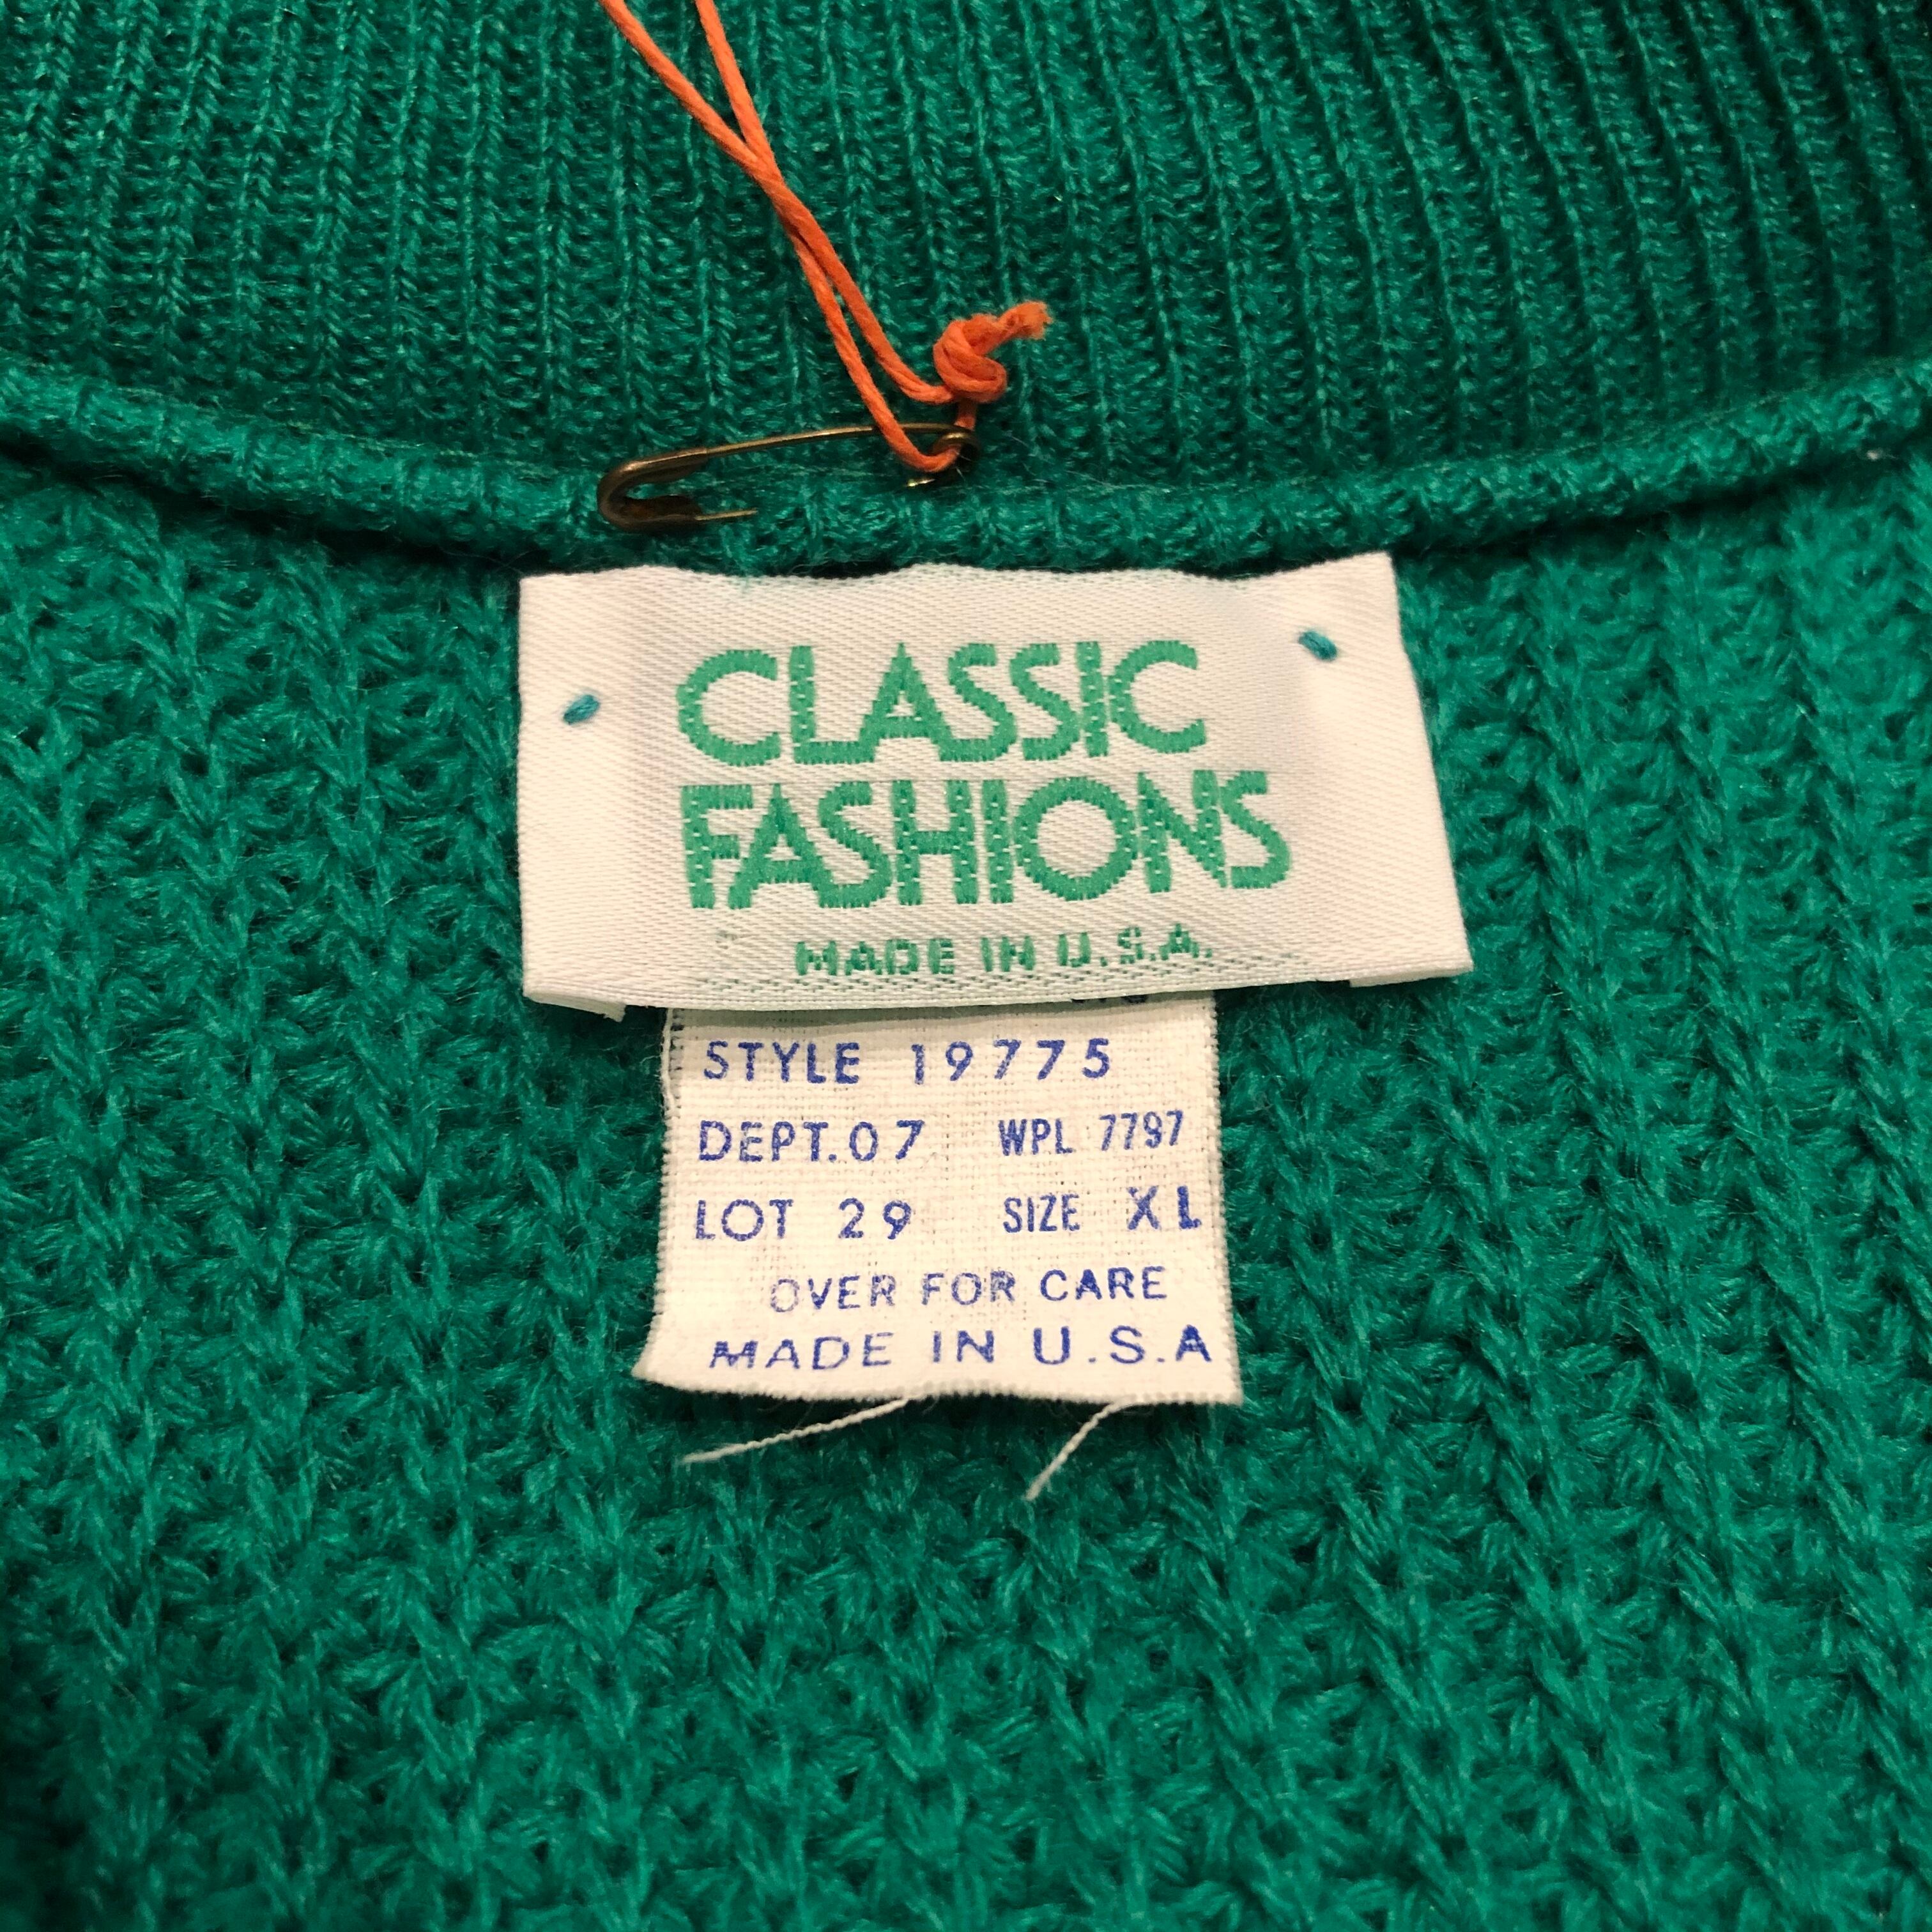 CLASSIC
FASHIONS
MADE IN U.S.A.
STYLE 19775
DEPT. 07 WPL 7797
LOT 29 SIZE XL
OVER FOR CARE
MADE IN U.S.A